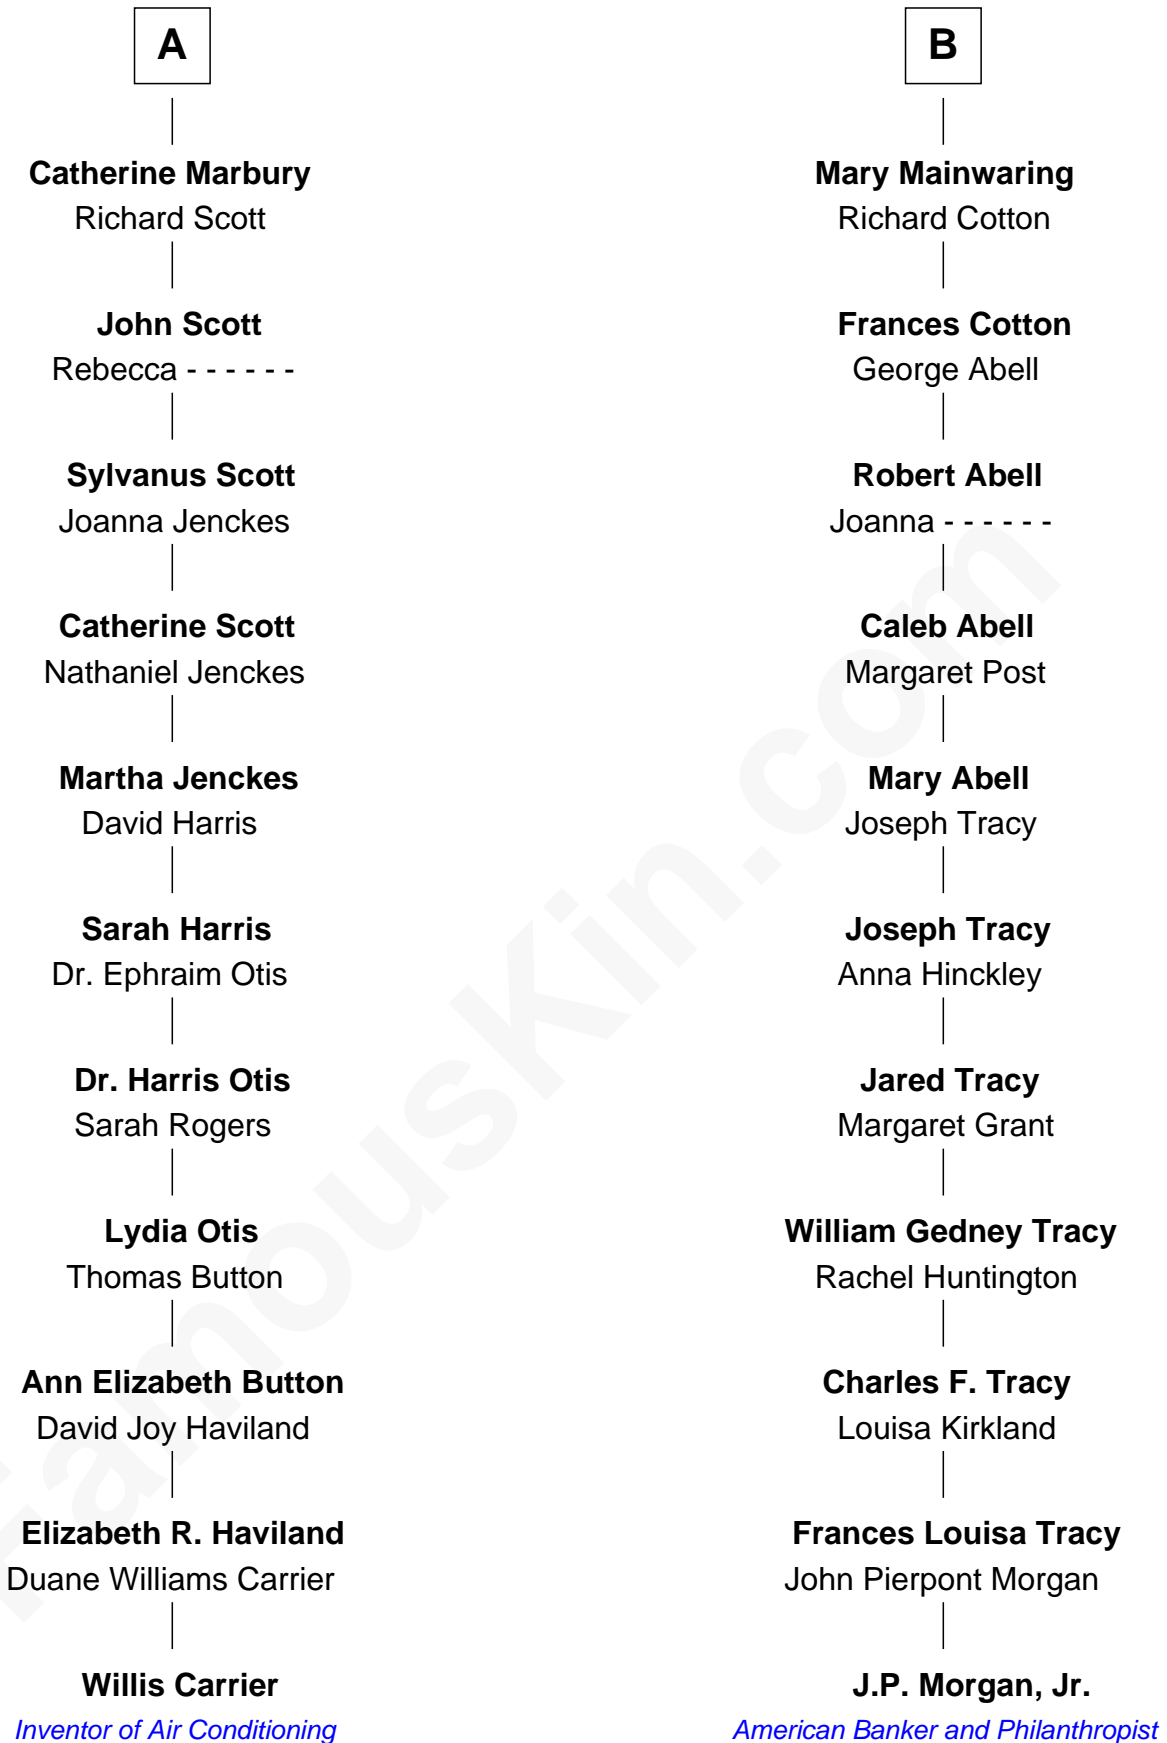 A
Catherine Marbury
Richard Scott
John Scott
Rebecca - - - - - -
Sylvanus Scott
Joanna Jenckes
Catherine Scott
Nathaniel Jenckes
Martha Jenckes
David Harris
Sarah Harris
Dr. Ephraim Otis
Dr. Harris Otis
Sarah Rogers
Lydia Otis
Thomas Button
Ann Elizabeth Button
David Joy Haviland
Elizabeth R. Haviland
Duane Williams Carrier
Willis Carrier
Inventor of Air Conditioning
B
Mary Mainwaring
Richard Cotton
Frances Cotton
George Abell
Robert Abell
Joanna - - - - - -
Caleb Abell
Margaret Post
Mary Abell
Joseph Tracy
Joseph Tracy
Anna Hinckley
Jared Tracy
Margaret Grant
William Gedney Tracy
Rachel Huntington
Charles F. Tracy
Louisa Kirkland
Frances Louisa Tracy
John Pierpont Morgan
J.P. Morgan, Jr.
American Banker and Philanthropist
FamousKin.com